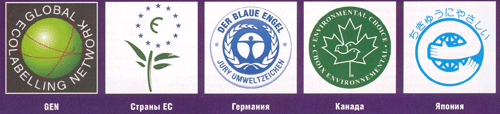 GLOBAL
ECOLABELLING NETWORK
GEN
Є
Страны ЕС
DER BLAUE ENGEL
JURY UMWELTZEICHEN
Германия
ENVIRONMENTAL CHOICE
CHOIX ENVIRONNEMENTAL
Канада
ちきゅうにやさしい
Япония